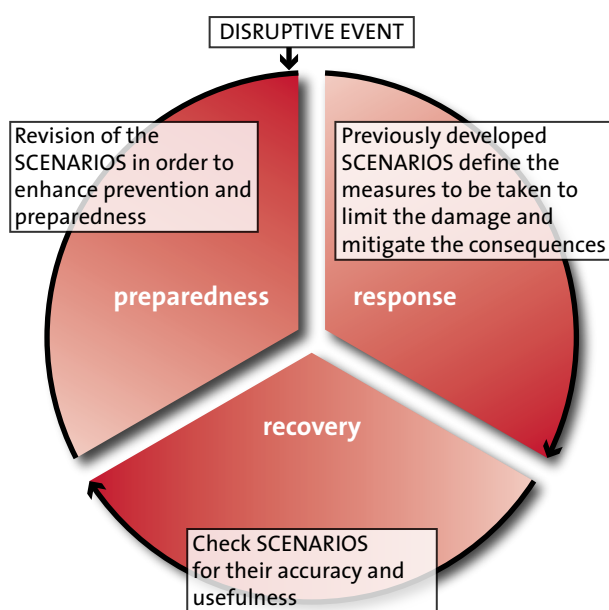 DISRUPTIVE EVENT
Revision of the
SCENARIOS in order to
enhance prevention and
preparedness
Previously developed
SCENARIOS define the
measures to be taken to
limit the damage and
mitigate the consequences
preparedness
response
recovery
Check SCENARIOS
for their accuracy and
usefulness